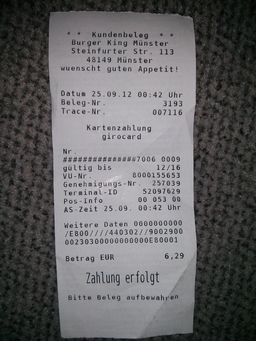 * * Kundenbeleg * *
Burger King Münster
Steinfurter Str. 113
48149 Münster
wuenscht guten Appetit!
Datum 25.09.12 00:42 Uhr
Beleg-Nr. 3193
Trace-Nr. 007116
Kartenzahlung
girocard
Nr.
###############7006 0009
gültig bis 12/16
VU-Nr. 8000155653
Genehmigungs-Nr. 257039
Terminal-ID 52097629
Pos-Info 00 053 00
AS-Zeit 25.09. 00:42 Uhr
Weitere Daten 0000000000
/E800////440302//9002900
00230300000000000E80001
Betrag EUR 6,29
Zahlung erfolgt
Bitte Beleg aufbewahren